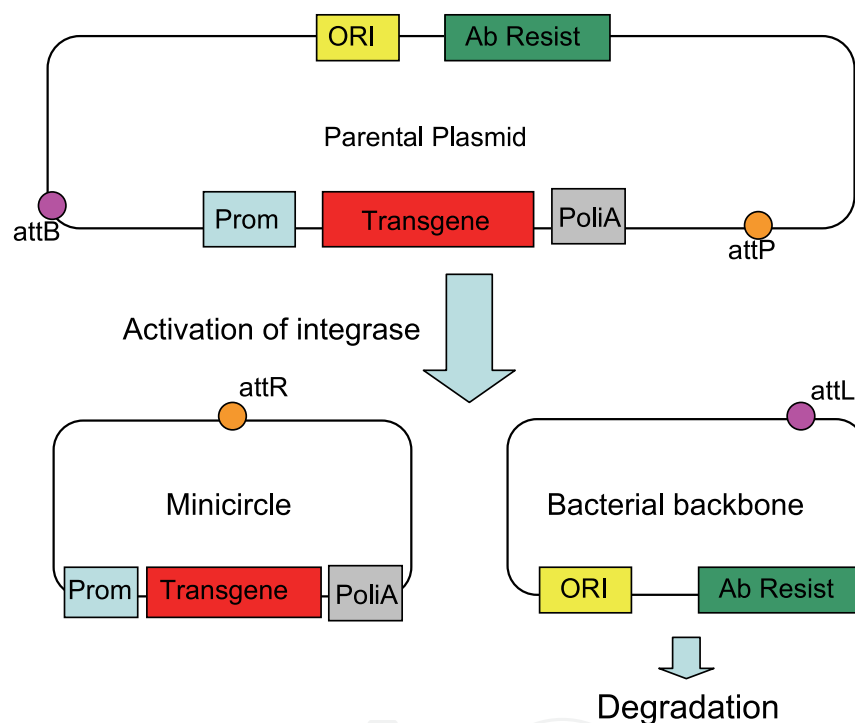 ORI
Ab Resist
Parental Plasmid
attB
Prom
Transgene
PoliA
attP
Activation of integrase
attR
attL
Minicircle
Bacterial backbone
Prom
Transgene
PoliA
ORI
Ab Resist
Degradation